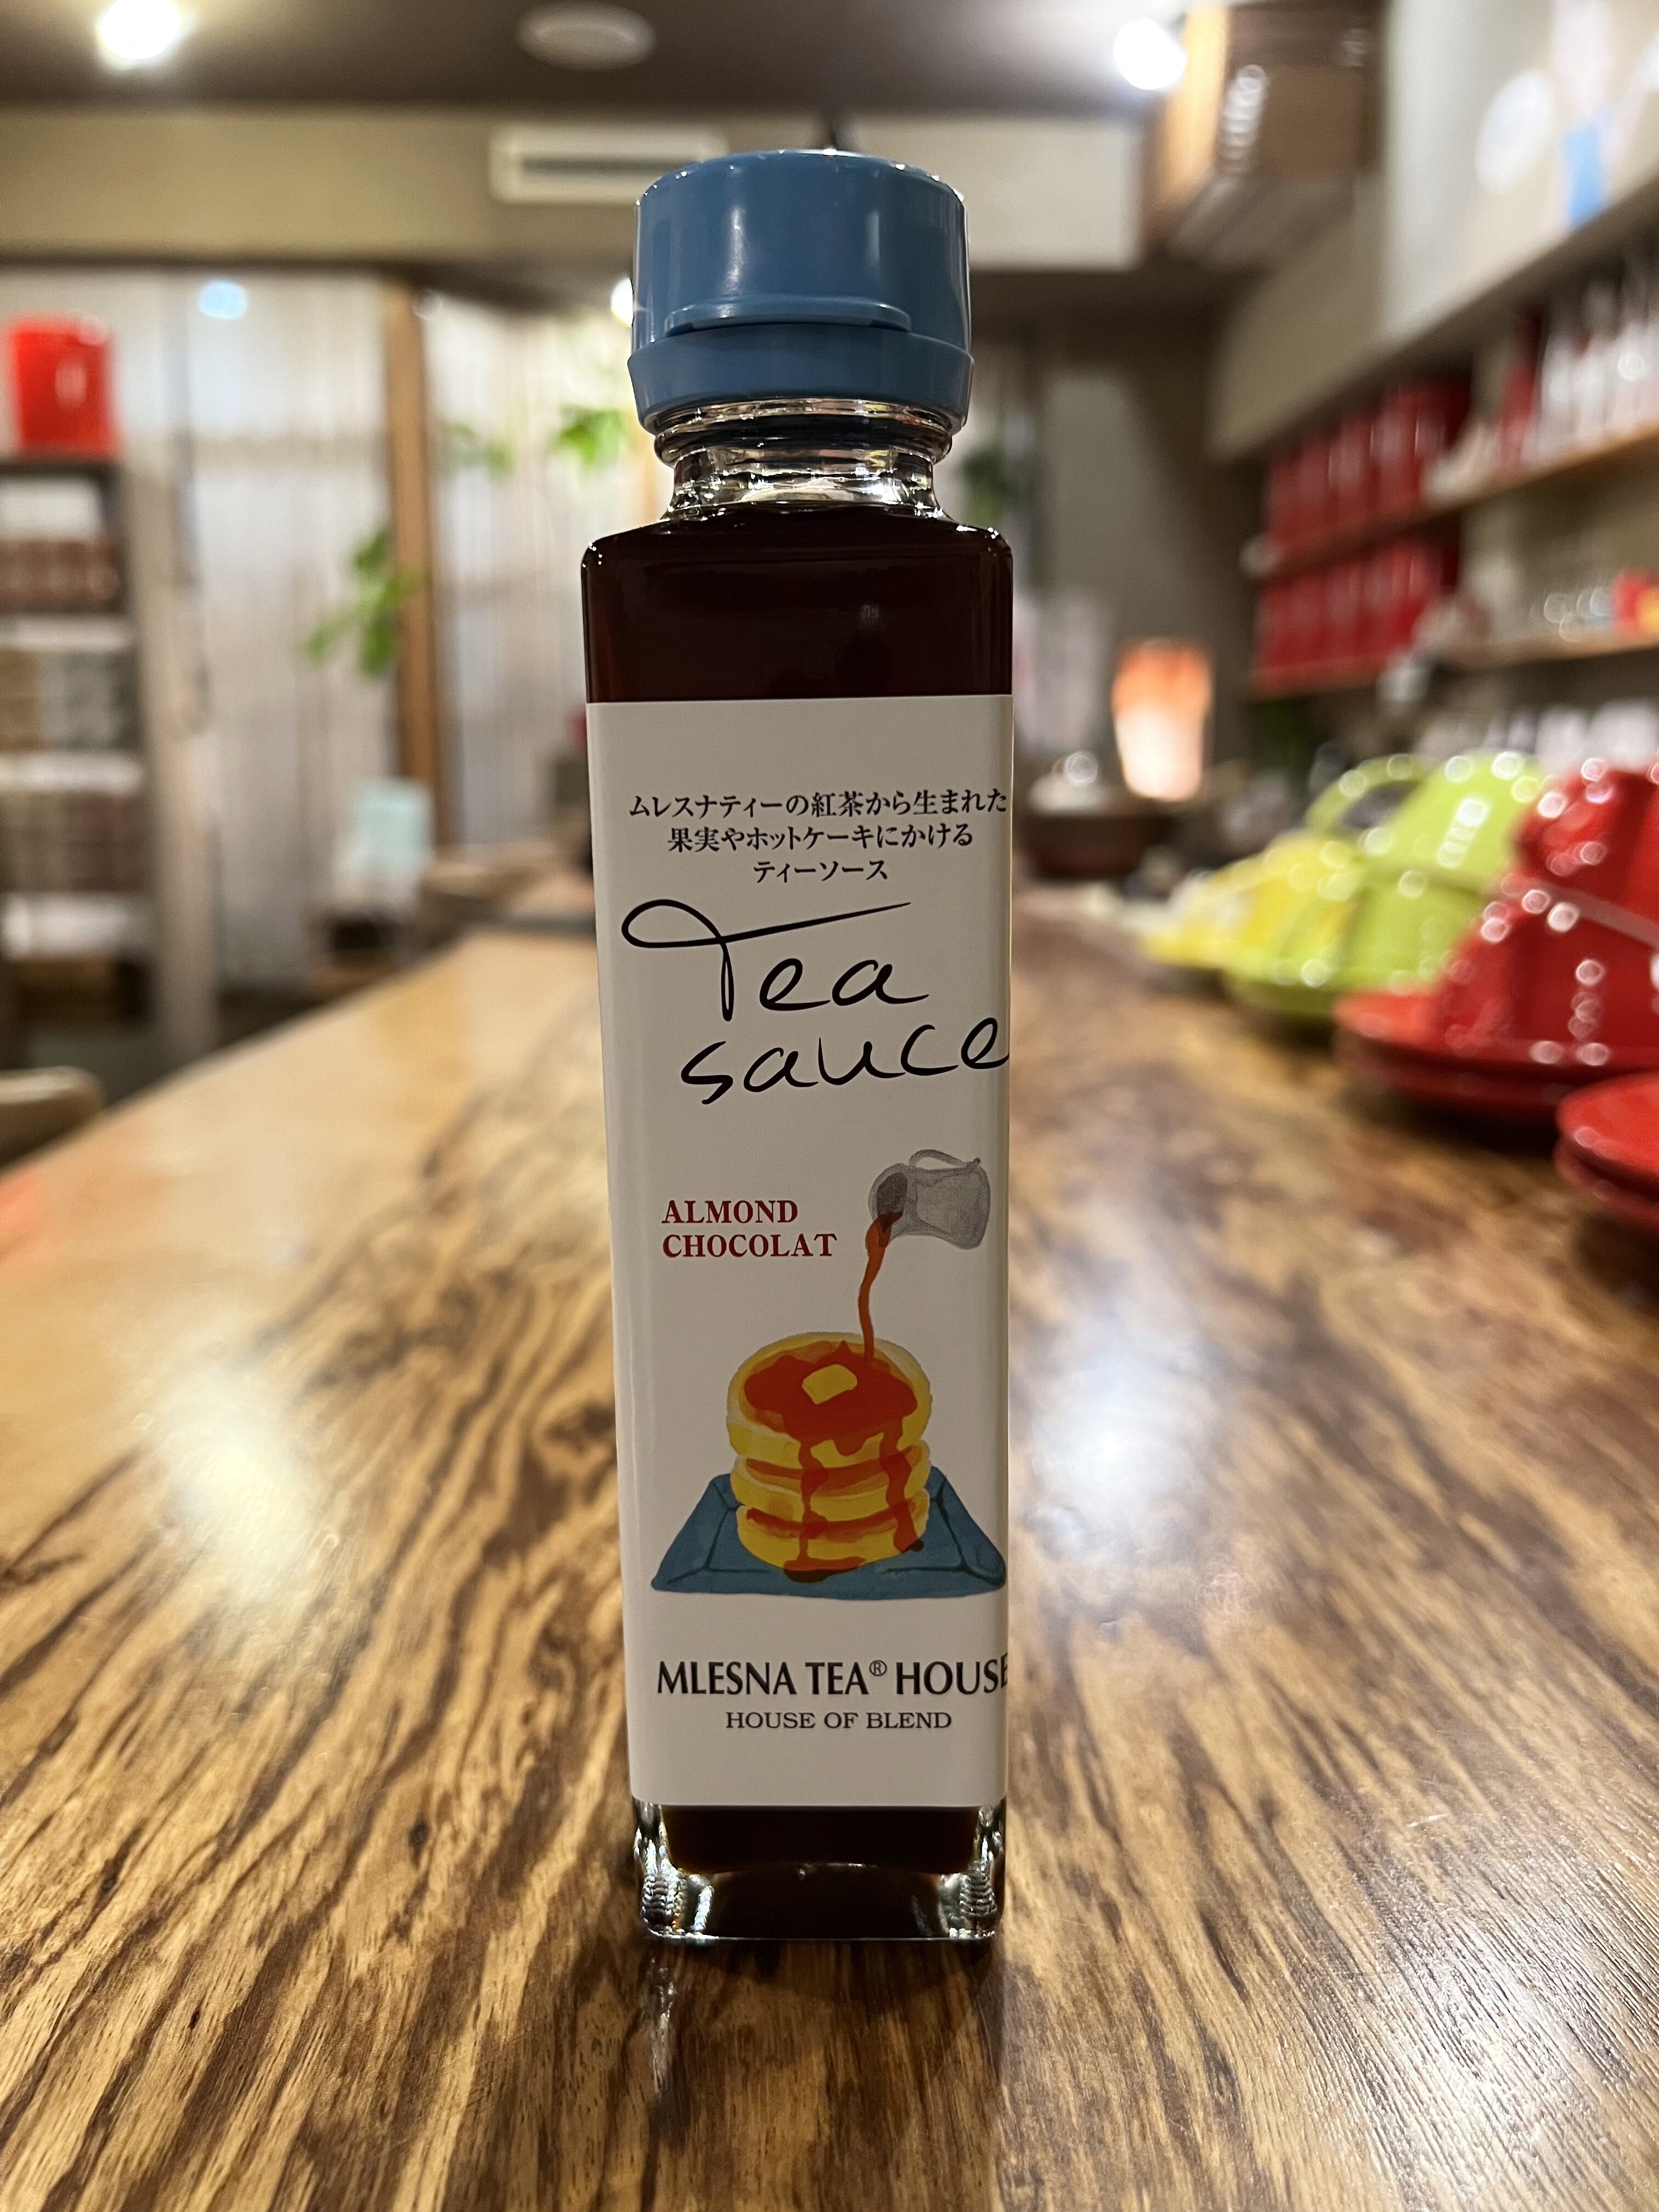 ムレスナティーの紅茶から生まれた
果実やホットケーキにかける
ティーソース
Tea
sauce
ALMOND
CHOCOLAT
MLESNA TEA® HOUSE
HOUSE OF BLEND